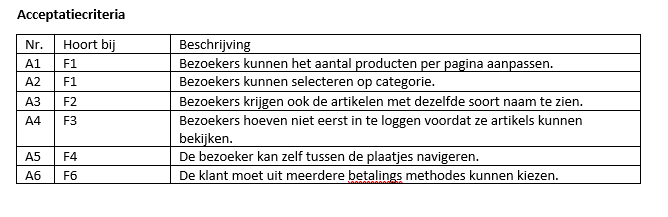 Acceptatiecriteria
Nr. Hoort bij Beschrijving
A1 F1 Bezoekers kunnen het aantal producten per pagina aanpassen.
A2 F1 Bezoekers kunnen selecteren op categorie.
A3 F2 Bezoekers krijgen ook de artikelen met dezelfde soort naam te zien.
A4 F3 Bezoekers hoeven niet eerst in te loggen voordat ze artikels kunnen
bekijken.
A5 F4 De bezoeker kan zelf tussen de plaatjes navigeren.
A6 F6 De klant moet uit meerdere betalings methodes kunnen kiezen.